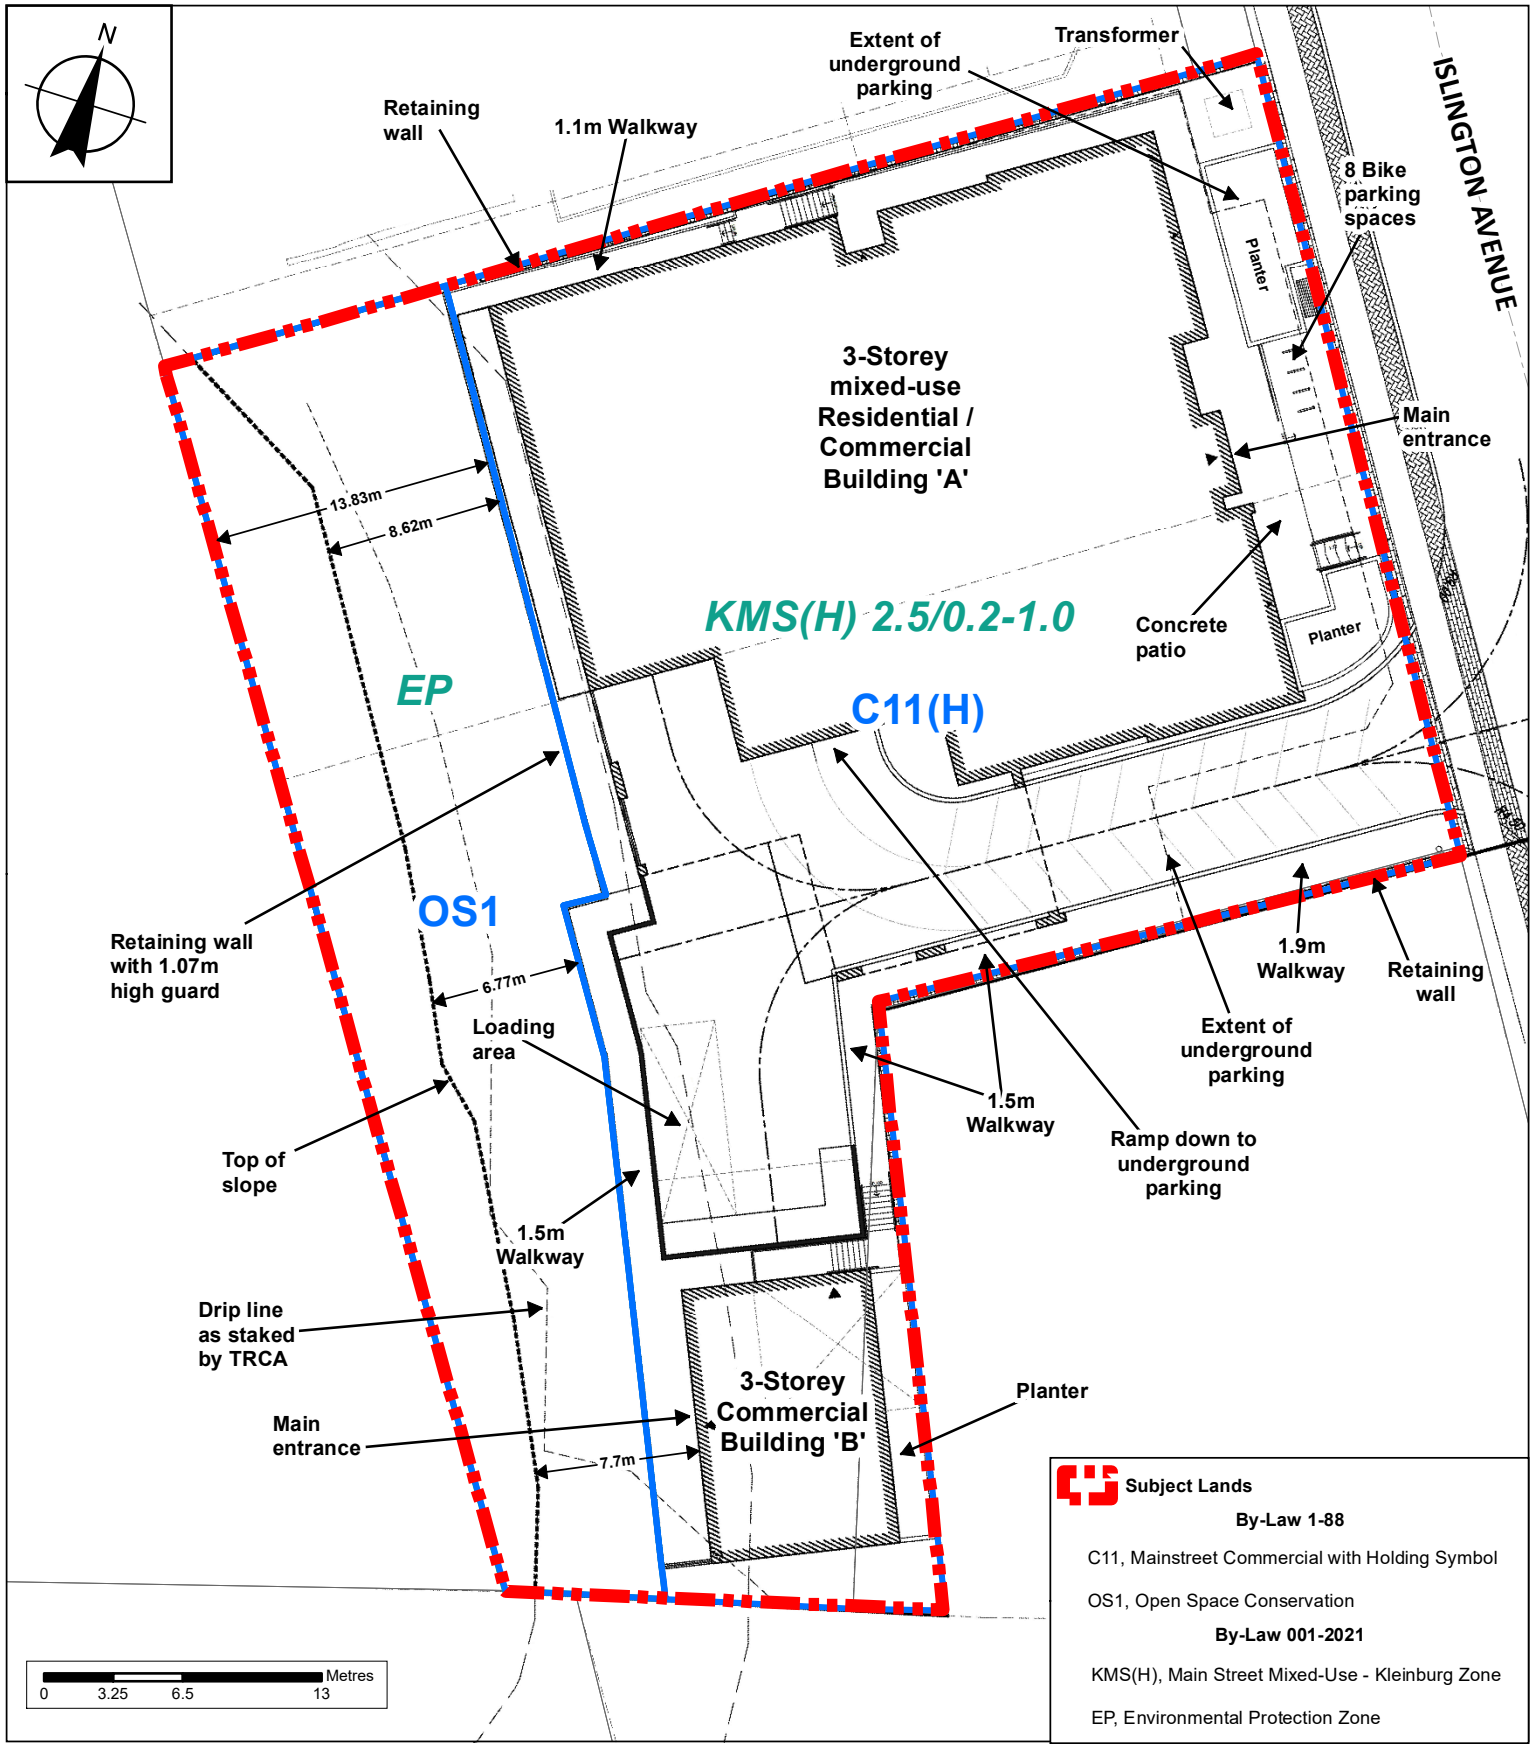 N
Extent of
underground
parking
Transformer
ISLINGTON AVENUE
Retaining
wall
1.1m Walkway
8 Bike
parking
spaces
Planter
3-Storey
mixed-use
Residential /
Commercial
Building 'A'
Main
entrance
13.83m
8.62m
KMS(H) 2.5/0.2-1.0
Concrete
patio
Planter
EP
C11(H)
OS1
Retaining wall
with 1.07m
high guard
6.77m
1.9m
Walkway
Retaining
wall
Loading
area
Extent of
underground
parking
1.5m
Walkway
Ramp down to
underground
parking
Top of
slope
1.5m
Walkway
Drip line
as staked
by TRCA
3-Storey
Commercial
Building 'B'
Planter
Main
entrance
7.7m
Subject Lands
By-Law 1-88
C11, Mainstreet Commercial with Holding Symbol
OS1, Open Space Conservation
By-Law 001-2021
KMS(H), Main Street Mixed-Use - Kleinburg Zone
EP, Environmental Protection Zone
Metres
0 3.25 6.5 13